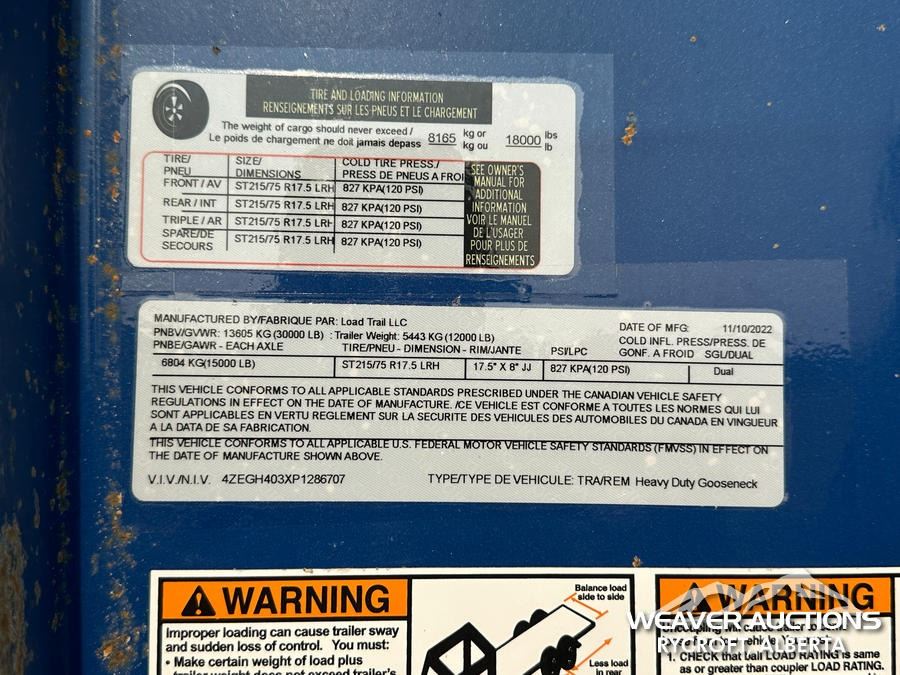 TIRE AND LOADING INFORMATION
RENSEIGNEMENTS SUR LES PNEUS ET LE CHARGEMENT
The weight of cargo should never exceed / 8165 kg or 18000 lbs
Le poids de chargement ne doit jamais depass kg ou lb
TIRE/ SIZE/ COLD TIRE PRESS./
PNEU DIMENSIONS PRESS DE PNEUS A FROI
FRONT / AV ST215/75 R17.5 LRH 827 KPA(120 PSI)
REAR / INT ST215/75 R17.5 LRH 827 KPA(120 PSI)
TRIPLE / AR ST215/75 R17.5 LRH 827 KPA(120 PSI)
SPARE/DE SECOURS ST215/75 R17.5 LRH 827 KPA(120 PSI)
SEE OWNER'S
MANUAL FOR
ADDITIONAL
INFORMATION
VOIR LE MANUEL
DE L'USAGER
POUR PLUS DE
RENSEIGNEMENTS
MANUFACTURED BY/FABRIQUE PAR: Load Trail LLC
DATE OF MFG: 11/10/2022
PNBV/GVWR: 13605 KG (30000 LB) : Trailer Weight: 5443 KG (12000 LB)
PNBE/GAWR - EACH AXLE TIRE/PNEU - DIMENSION - RIM/JANTE PSI/LPC
COLD INFL. PRESS/PRESS. DE
GONF. A FROID SGL/DUAL
6804 KG(15000 LB) ST215/75 R17.5 LRH 17.5" X 8" JJ 827 KPA(120 PSI) Dual
THIS VEHICLE CONFORMS TO ALL APPLICABLE STANDARDS PRESCRIBED UNDER THE CANADIAN VEHICLE SAFETY
REGULATIONS IN EFFECT ON THE DATE OF MANUFACTURE. /CE VEHICLE EST CONFORME A TOUTES LES NORMES QUI LUI
SONT APPLICABLES EN VERTU REGLEMENT SUR LA SECURITE DES VEHICULES DES AUTOMOBILES DU CANADA EN VINGUEUR
A LA DATA DE SA FABRICATION.
THIS VEHICLE CONFORMS TO ALL APPLICABLE U.S. FEDERAL MOTOR VEHICLE SAFETY STANDARDS (FMVSS) IN EFFECT ON
THE DATE OF MANUFACTURE SHOWN ABOVE.
V.I.V./N.I.V. 4ZEGH403XP1286707 TYPE/TYPE DE VEHICULE: TRA/REM Heavy Duty Gooseneck
WARNING
Improper loading can cause trailer sway
and sudden loss of control. You must:
• Make certain weight of load plus
trailer weight does not exceed trailer's
Balance load
side to side
Less load
in rear
WARNING
1. CHECK that ball LOAD RATING is same
as or greater than coupler LOAD RATING.
WEAVER AUCTIONS
RYCROFT, ALBERTA